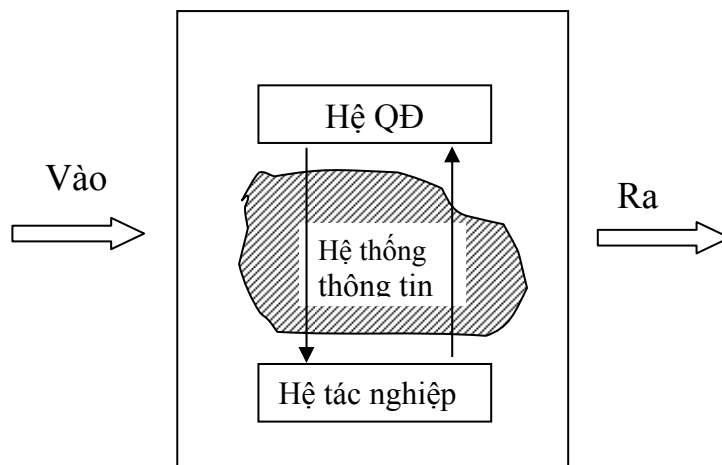 Hệ QĐ
Vào
Ra
Hệ thống
thông tin
Hệ tác nghiệp